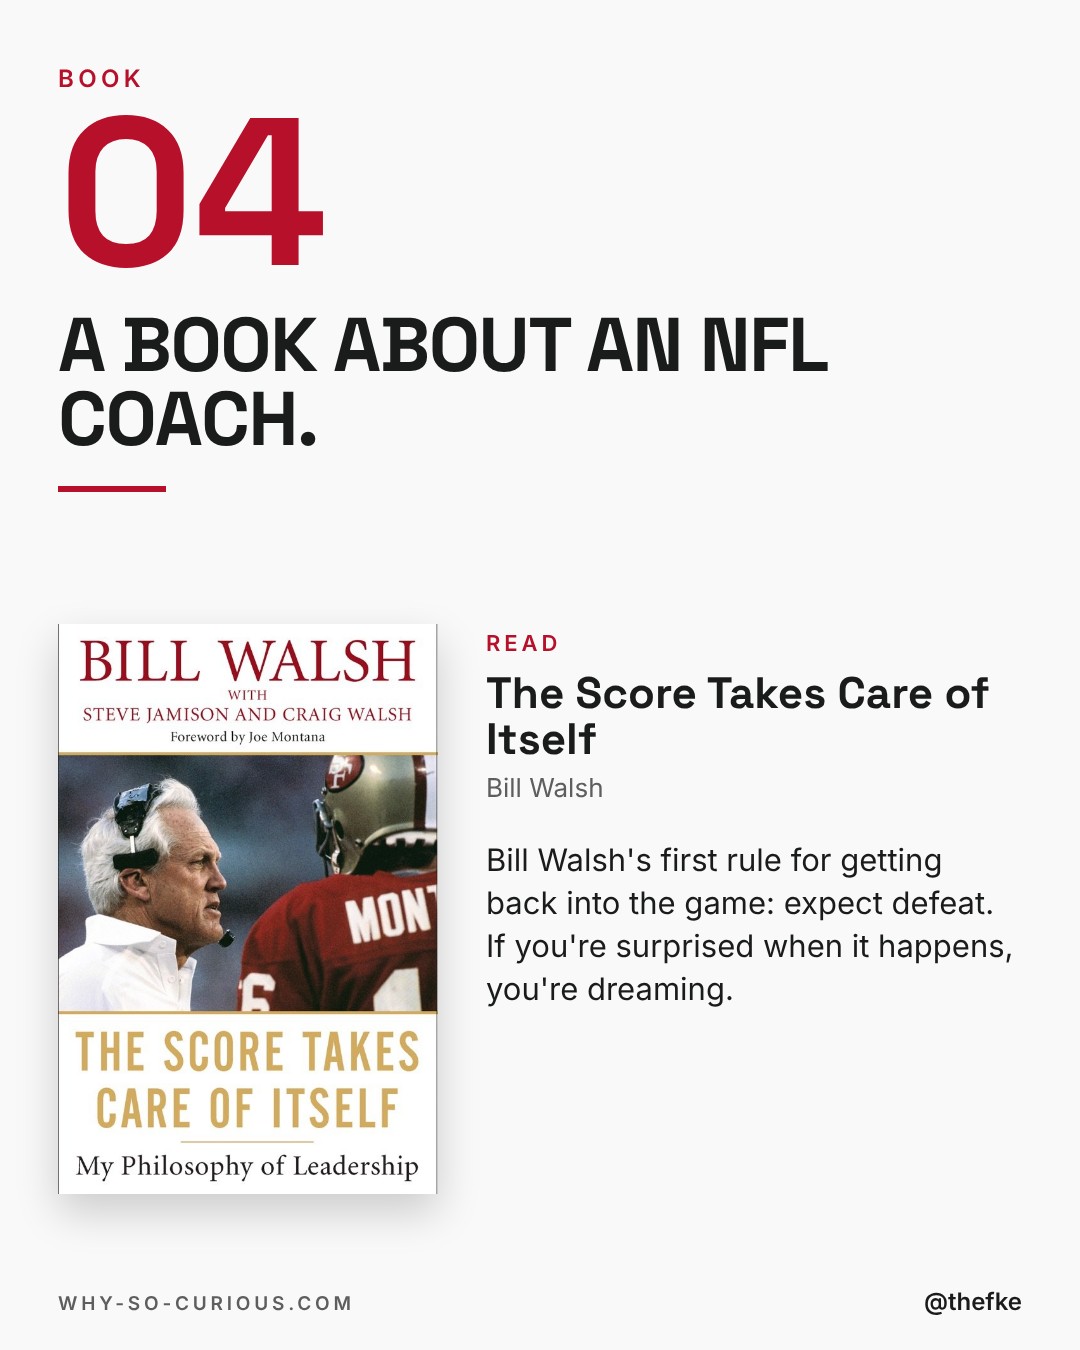 BOOK
04
A BOOK ABOUT AN NFL
COACH.
BILL WALSH
WITH
STEVE JAMISON AND CRAIG WALSH
Foreword by Joe Montana
SF
MONT
6
1
THE SCORE TAKES
CARE OF ITSELF
My Philosophy of Leadership
READ
The Score Takes Care of
Itself
Bill Walsh
Bill Walsh's first rule for getting
back into the game: expect defeat.
If you're surprised when it happens,
you're dreaming.
WHY-SO-CURIOUS.COM
@thefke